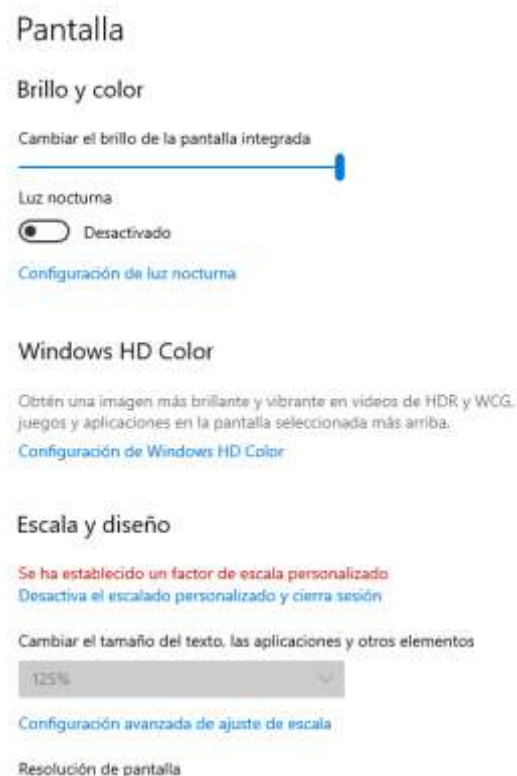 Pantalla
Brillo y color
Cambiar el brillo de la pantalla integrada
Luz nocturna
Desactivado
Configuración de luz nocturna
Windows HD Color
Obtén una imagen más brillante y vibrante en videos de HDR y WCG,
juegos y aplicaciones en la pantalla seleccionada más arriba.
Configuración de Windows HD Color
Escala y diseño
Se ha establecido un factor de escala personalizado
Desactiva el escalado personalizado y cierra sesión
Cambiar el tamaño del texto, las aplicaciones y otros elementos
125%
Configuración avanzada de ajuste de escala
Resolución de pantalla